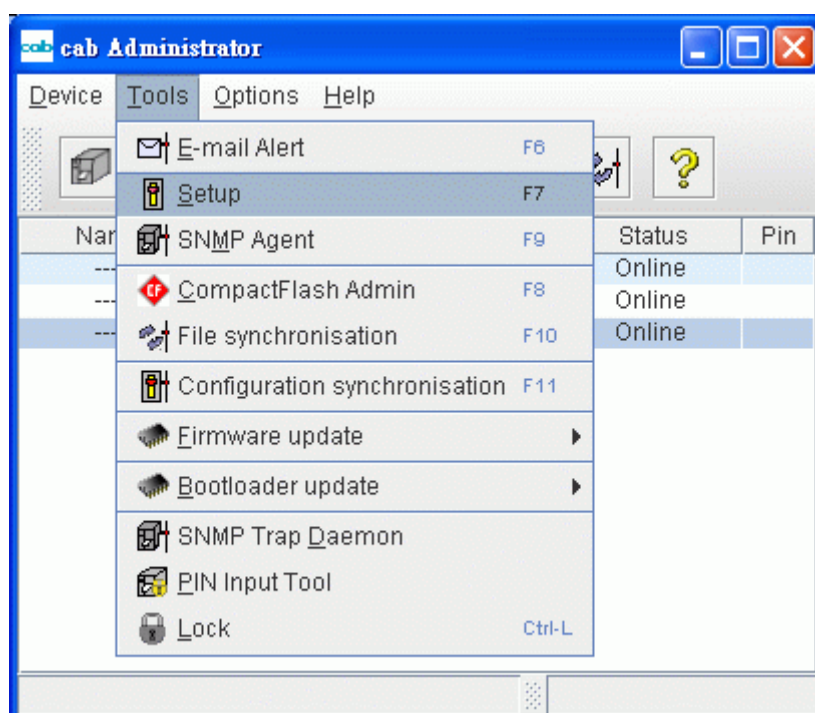 cab cab Administrator
Device Tools Options Help
E-mail Alert F6
Setup F7
SNMP Agent F9
CompactFlash Admin F8
File synchronisation F10
Configuration synchronisation F11
Firmware update
Bootloader update
SNMP Trap Daemon
PIN Input Tool
Lock Ctrl-L
Status Pin
---
Online
---
Online
---
Online